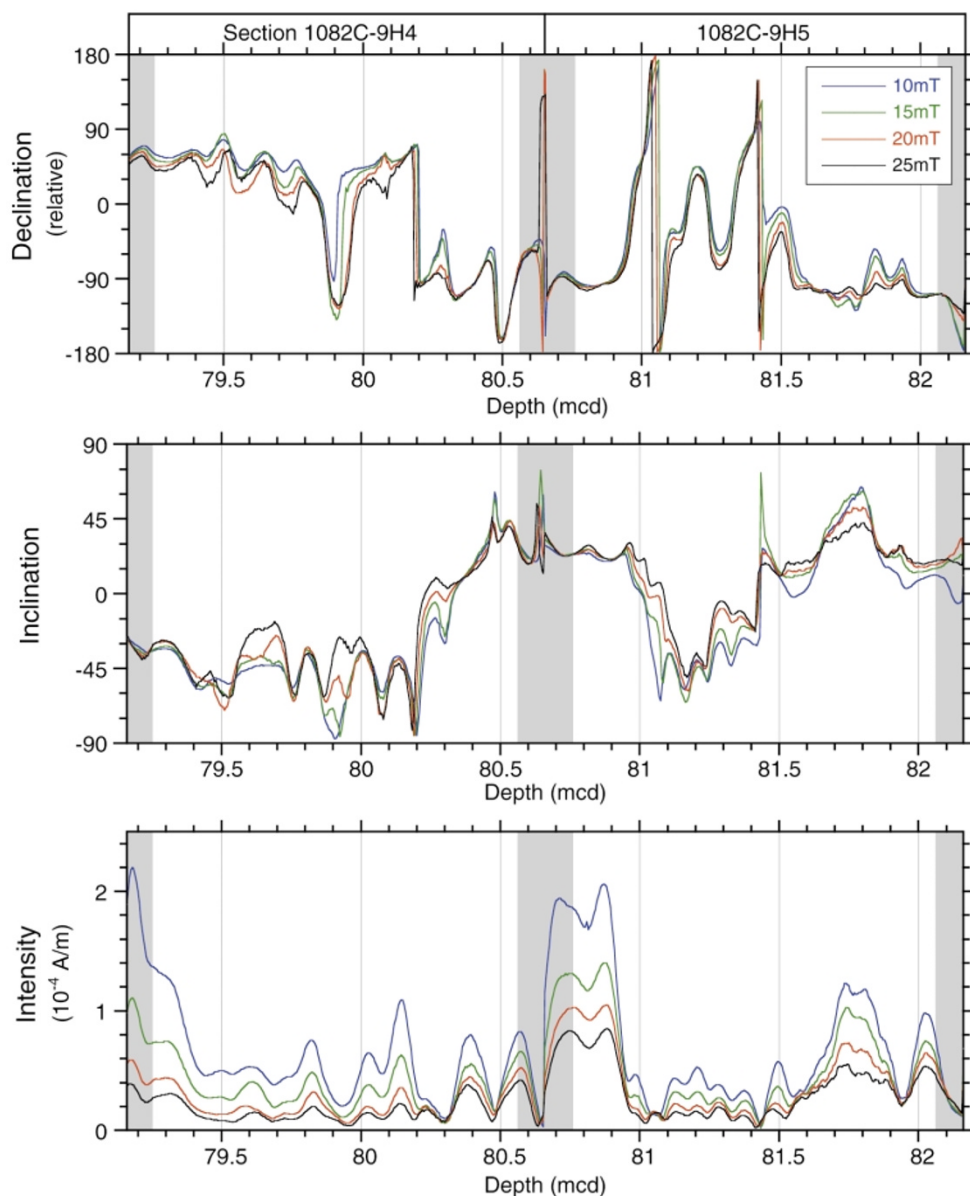 Section 1082C-9H4 1082C-9H5
180
90
0
-90
-180
Declination
(relative)
10mT
15mT
20mT
25mT
79.5 80 80.5 81 81.5 82
Depth (mcd)
90
45
0
-45
-90
Inclination
79.5 80 80.5 81 81.5 82
Depth (mcd)
2
1
0
Intensity
(10⁻⁴ A/m)
79.5 80 80.5 81 81.5 82
Depth (mcd)